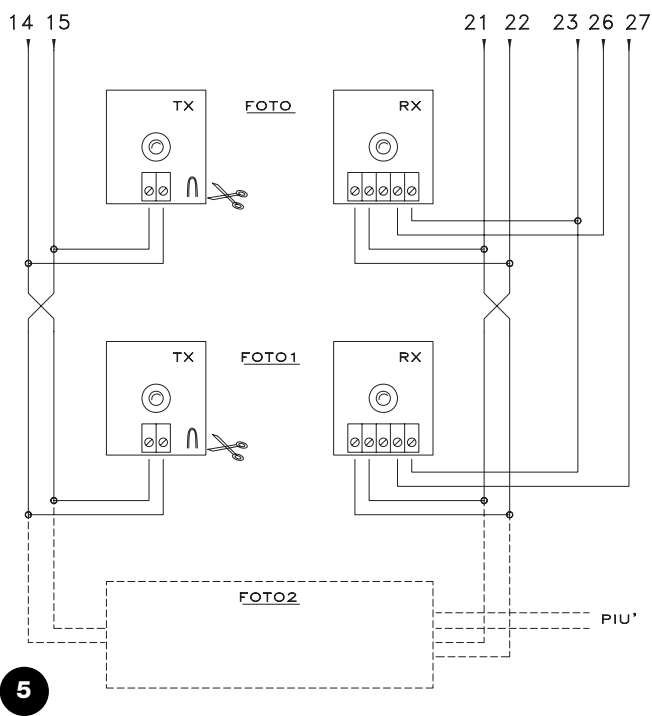 14 15 21 22 23 26 27
TX FOTO RX
TX FOTO1 RX
FOTO2
PIU'
5